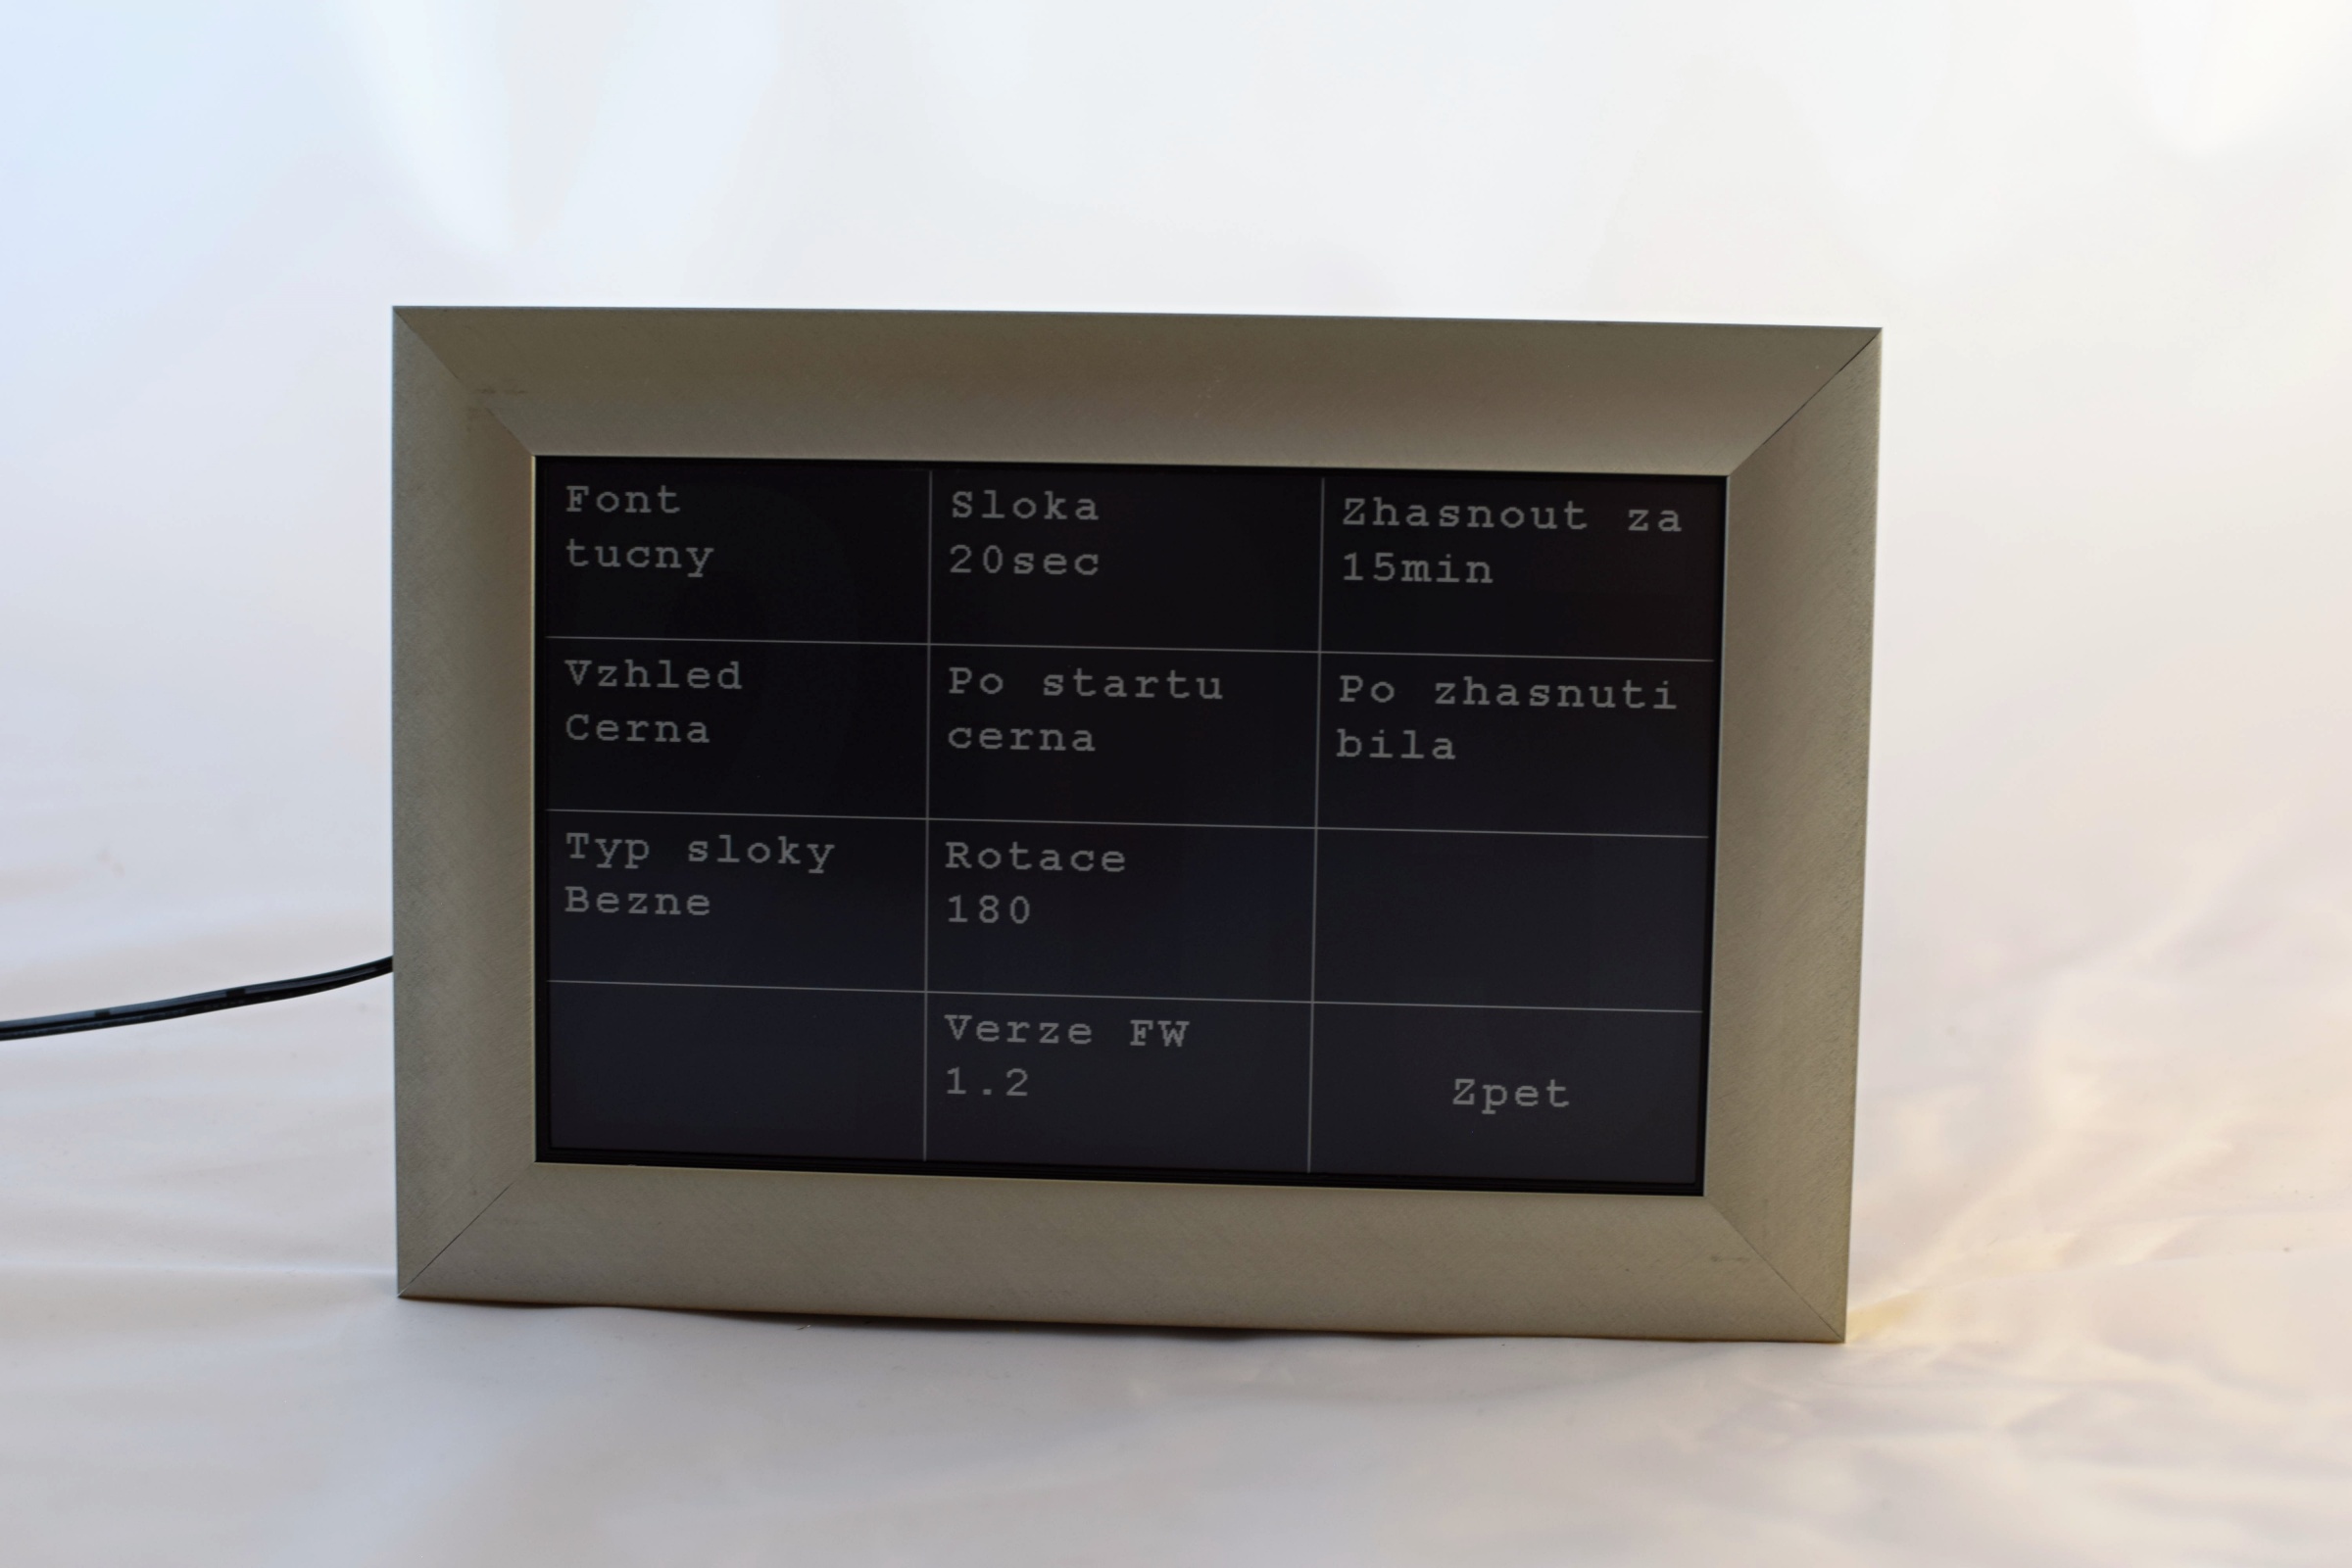 Font
tucny
Sloka
20sec
Zhasnout za
15min
Vzhled
Cerna
Po startu
cerna
Po zhasnuti
bila
Typ sloky
Bezne
Rotace
180
Verze FW
1.2
Zpet